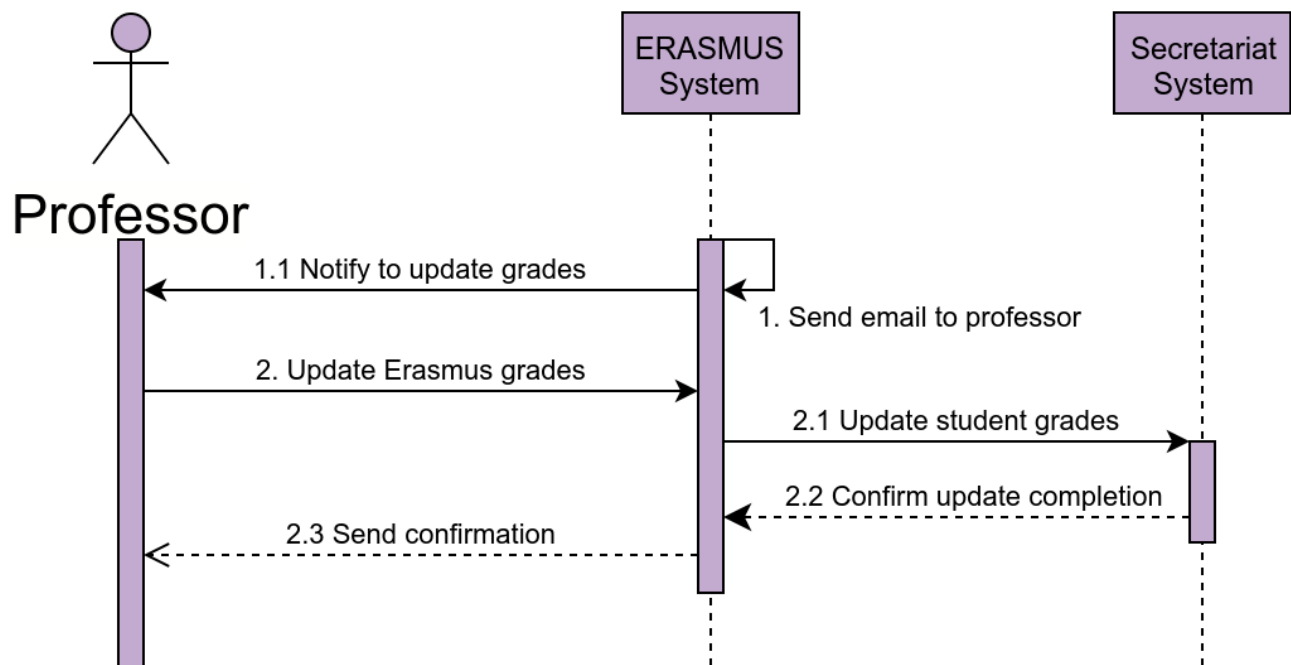 ERASMUS
System
Secretariat
System
Professor
1.1 Notify to update grades
1. Send email to professor
2. Update Erasmus grades
2.1 Update student grades
2.2 Confirm update completion
2.3 Send confirmation